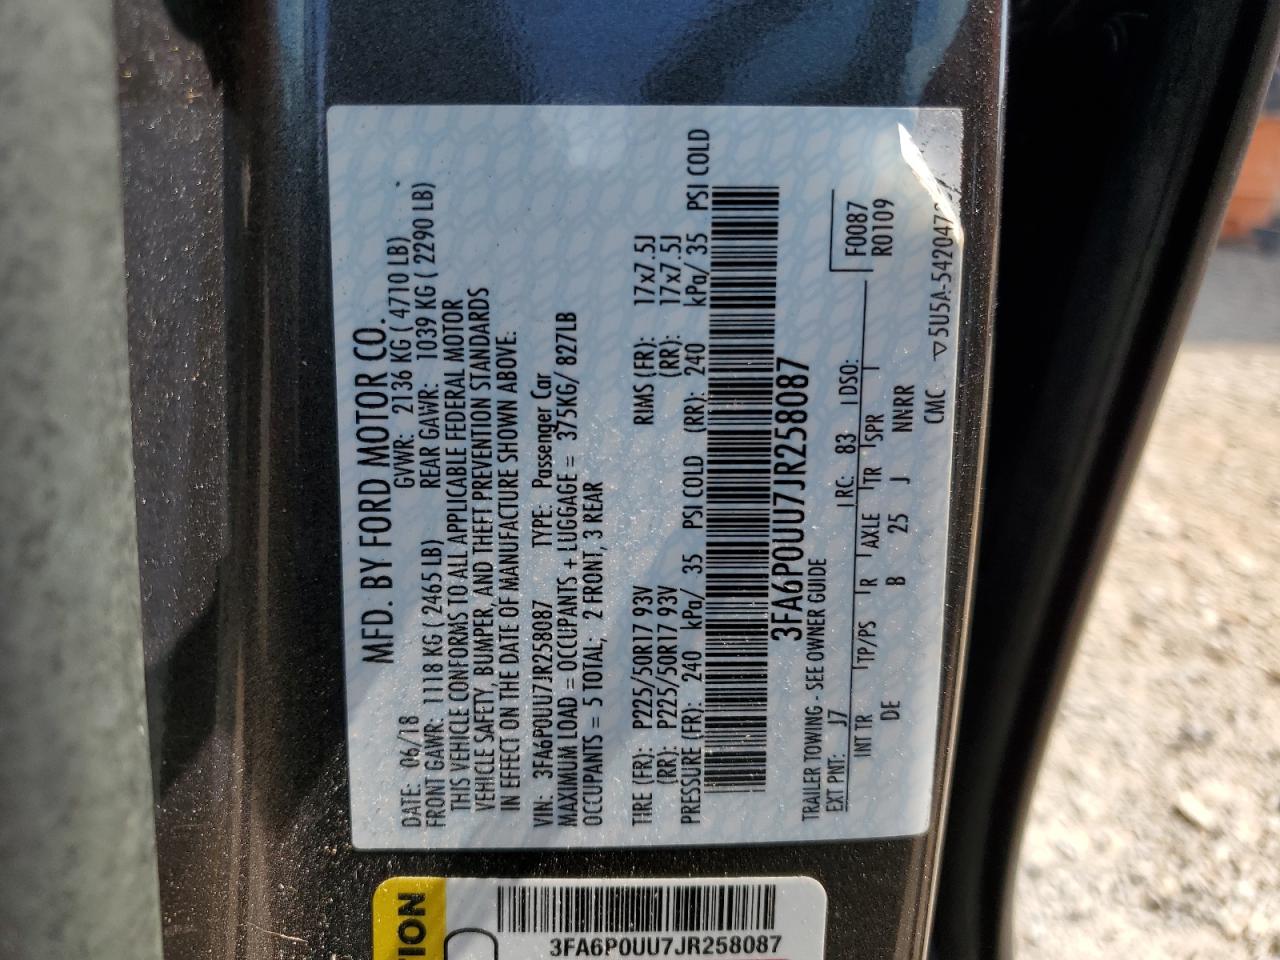 MFD. BY FORD MOTOR CO.
DATE: 06/18 GVWR: 2136 KG ( 4710 LB)
FRONT GAWR: 1118 KG ( 2465 LB) REAR GAWR: 1039 KG ( 2290 LB)
THIS VEHICLE CONFORMS TO ALL APPLICABLE FEDERAL MOTOR
VEHICLE SAFETY, BUMPER, AND THEFT PREVENTION STANDARDS
IN EFFECT ON THE DATE OF MANUFACTURE SHOWN ABOVE.
VIN: 3FA6P0UU7JR258087 TYPE: Passenger Car
MAXIMUM LOAD = OCCUPANTS + LUGGAGE = 375KG/ 827LB
OCCUPANTS = 5 TOTAL; 2 FRONT, 3 REAR
TIRE (FR): P225/50R17 93V RIMS (FR): 17x7.5J
(RR): P225/50R17 93V (RR): 17x7.5J
PRESSURE (FR): 240 kPa/ 35 PSI COLD (RR): 240 kPa/ 35 PSI COLD
3FA6P0UU7JR258087
TRAILER TOWING - SEE OWNER GUIDE F0087
EXT PNT: J7 RC: 83 DSO: R0109
INT TR TP/PS R AXLE TR SPR
DE B 25 J NNRR
CMC ▽5U5A-542047
TION
3FA6P0UU7JR258087